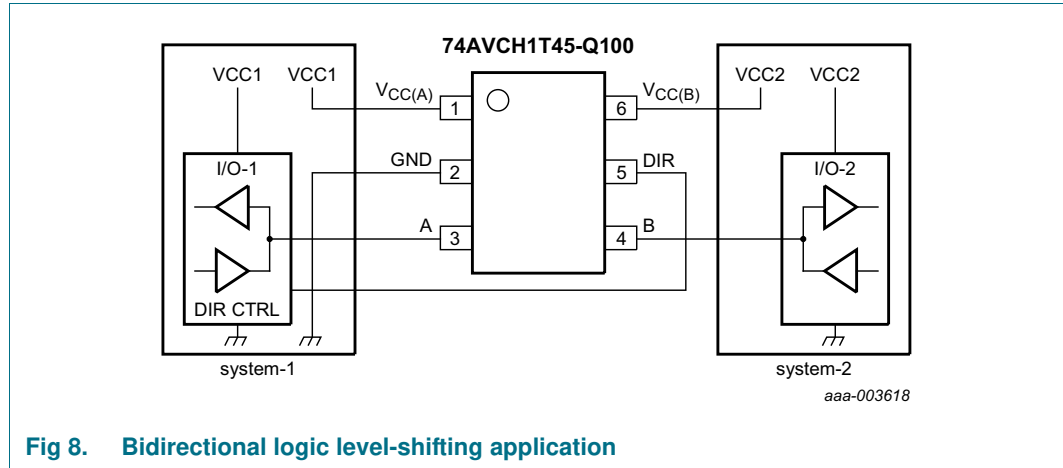 74AVCH1T45-Q100
VCC1 VCC1 VCC(A) 1 6 VCC(B) VCC2 VCC2
I/O-1 GND 2 5 DIR I/O-2
A 3 4 B
DIR CTRL
system-1 system-2
aaa-003618
Fig 8. Bidirectional logic level-shifting application